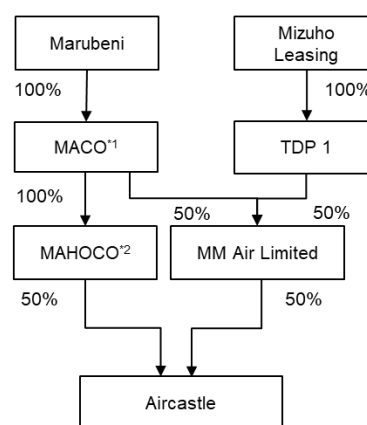 Marubeni
Mizuho
Leasing
100%
100%
MACO*1
TDP 1
100%
50%
50%
MAHOCO*2
MM Air Limited
50%
50%
Aircastle